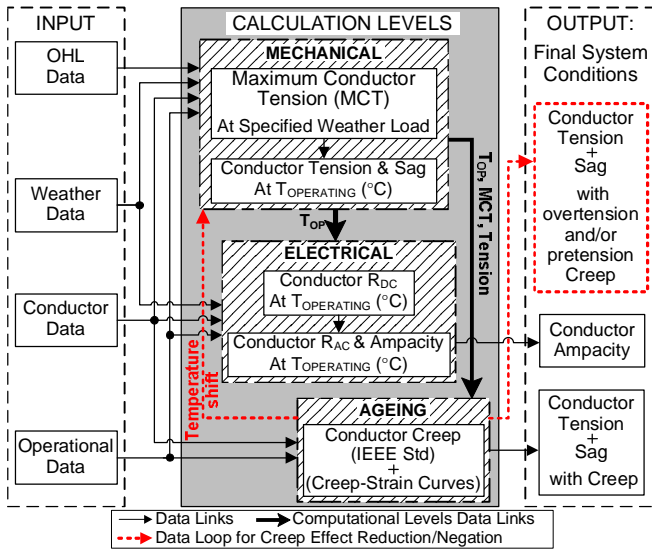 INPUT
OHL
Data
Weather
Data
Conductor
Data
Operational
Data
CALCULATION LEVELS
MECHANICAL
Maximum Conductor
Tension (MCT)
At Specified Weather Load
Conductor Tension & Sag
At TOPERATING (°C)
TOP
TOP, MCT, Tension
ELECTRICAL
Conductor RDC
At TOPERATING (°C)
Conductor RAC & Ampacity
At TOPERATING (°C)
Temperature
shift
AGEING
Conductor Creep
(IEEE Std)
+
(Creep-Strain Curves)
OUTPUT:
Final System
Conditions
Conductor
Tension
+
Sag
with
overtension
and/or
pretension
Creep
Conductor
Ampacity
Conductor
Tension
+
Sag
with Creep
Data Links
Computational Levels Data Links
Data Loop for Creep Effect Reduction/Negation